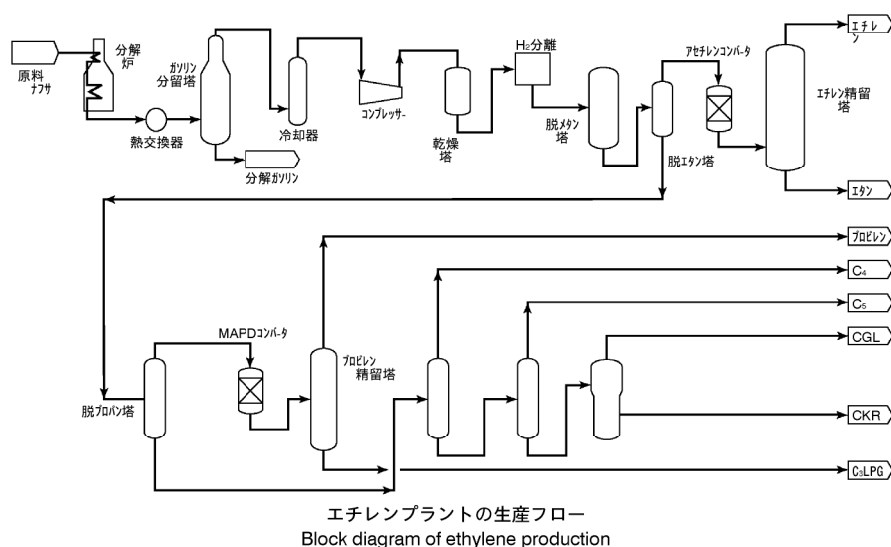 原料
ﾅﾌｻ
分解
炉
熱交換器
ｶﾞｿﾘﾝ
分留塔
分解ｶﾞｿﾘﾝ
冷却器
ｺﾝﾌﾟﾚｯｻｰ
乾燥
塔
H₂分離
脱ﾒﾀﾝ
塔
脱ｴﾀﾝ塔
ｱｾﾁﾚﾝｺﾝﾊﾞｰﾀ
ｴﾁﾚﾝ精留
塔
ｴﾁﾚ
ﾝ
ｴﾀﾝ
ﾌﾟﾛﾋﾟﾚﾝ
C₄
C₅
CGL
CKR
C₃LPG
脱ﾌﾟﾛﾊﾟﾝ塔
MAPDｺﾝﾊﾞｰﾀ
ﾌﾟﾛﾋﾟﾚﾝ
精留塔
エチレンプラントの生産フロー
Block diagram of ethylene production